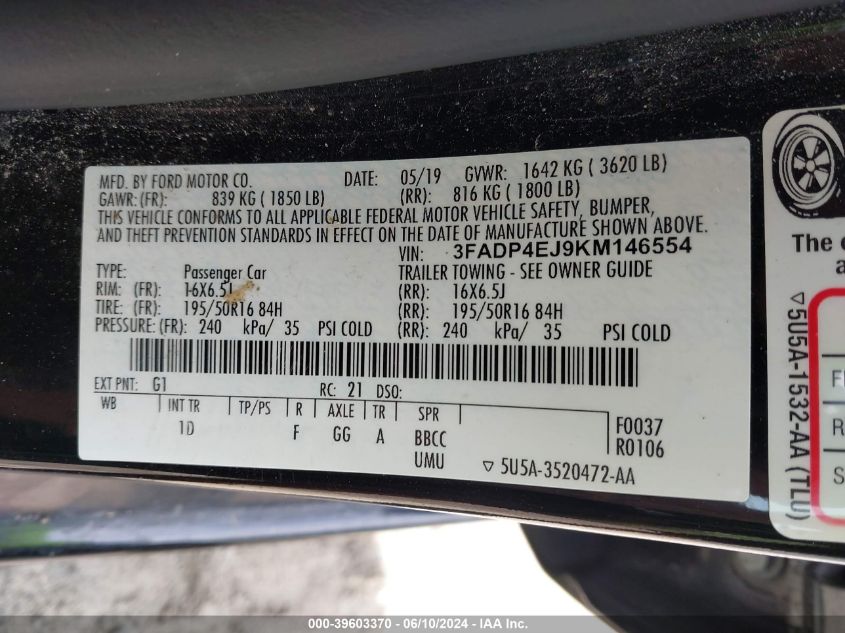 MFD. BY FORD MOTOR CO. DATE: 05/19 GVWR: 1642 KG ( 3620 LB)
GAWR: (FR): 839 KG ( 1850 LB) (RR): 816 KG ( 1800 LB)
THIS VEHICLE CONFORMS TO ALL APPLICABLE FEDERAL MOTOR VEHICLE SAFETY, BUMPER,
AND THEFT PREVENTION STANDARDS IN EFFECT ON THE DATE OF MANUFACTURE SHOWN ABOVE.
VIN: 3FADP4EJ9KM146554
TYPE: Passenger Car TRAILER TOWING - SEE OWNER GUIDE
RIM: (FR): 16X6.5J (RR): 16X6.5J
TIRE: (FR): 195/50R16 84H (RR): 195/50R16 84H
PRESSURE: (FR): 240 kPa/ 35 PSI COLD (RR): 240 kPa/ 35 PSI COLD
EXT PNT: G1 RC: 21 DSO:
WB INT TR TP/PS R AXLE TR SPR
1D F GG A BBCC
UMU
F0037
R0106
5U5A-3520472-AA
The
5U5A-1532-AA (TLU)
R
S
000-39603370 - 06/10/2024 - IAA Inc.